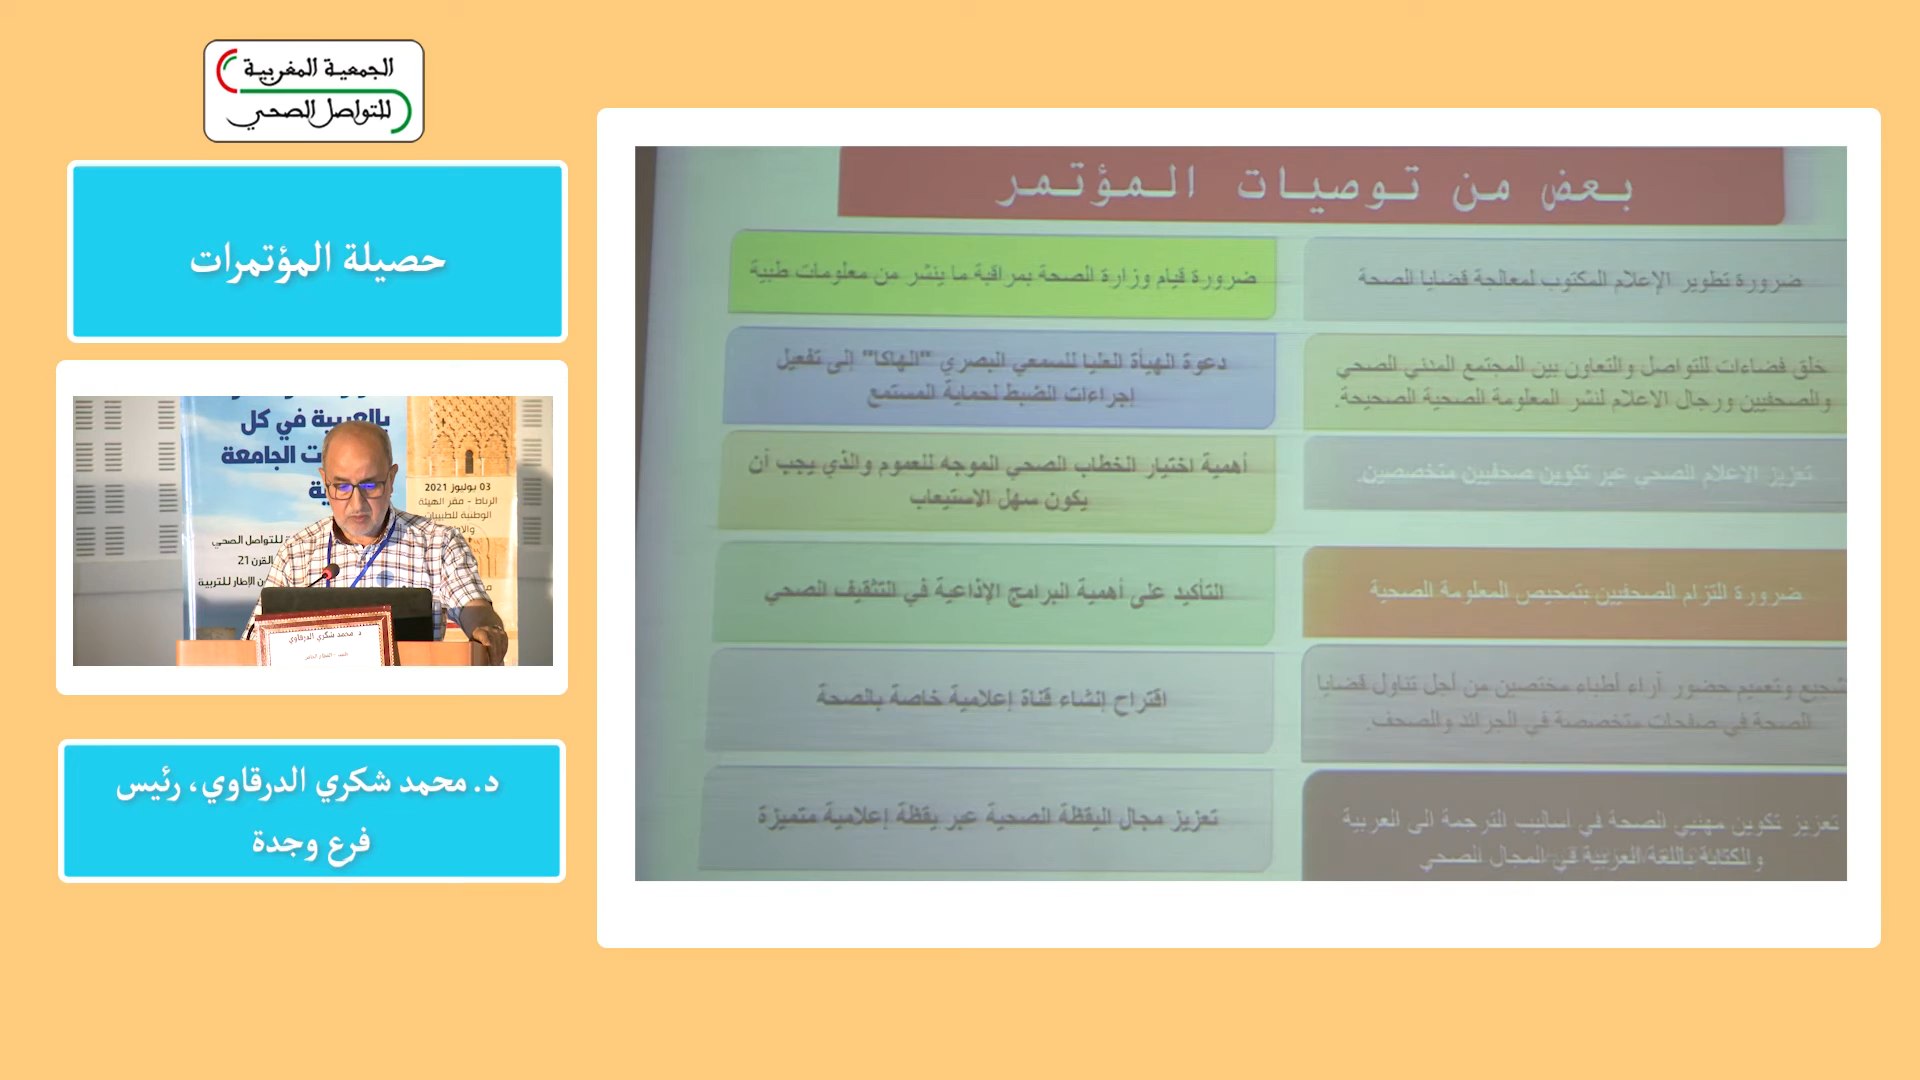 الجمعية المغربية
للتواصل الصحي
حصيلة المؤتمرات
بالعربية في كل
ت الجامعة
ية
03 يوليوز 2021
الرباط - مقر الهيئة
الوطنية للطبيبات
للتواصل الصحي
القرن 21
ن الإطار للتربية
د. محمد شكري الدرقاوي
د. محمد شكري الدرقاوي، رئيس
فرع وجدة
بعض من توصيات المؤتمر
ضرورة تطوير الإعلام المكتوب لمعالجة قضايا الصحة
خلق فضاءات للتواصل والتعاون بين المجتمع المدني الصحي
والصحفيين ورجال الاعلام لنشر المعلومة الصحية الصحيحة.
تعزيز الاعلام الصحي عبر تكوين صحفيين متخصصين.
ضرورة التزام الصحفيين بتمحيص المعلومة الصحية
شجيع وتعميم حضور آراء أطباء مختصين من أجل تناول قضايا
الصحة في صفحات متخصصة في الجرائد والصحف.
تعزيز تكوين مهنيي الصحة في أساليب الترجمة الى العربية
والكتابة باللغة العربية في المجال الصحي
ضرورة قيام وزارة الصحة بمراقبة ما ينشر من معلومات طبية
دعوة الهيأة العليا للسمعي البصري "الهاكا" إلى تفعيل
إجراءات الضبط لحماية المستمع
أهمية اختيار الخطاب الصحي الموجه للعموم والذي يجب أن
يكون سهل الاستيعاب
التأكيد على أهمية البرامج الإذاعية في التثقيف الصحي
اقتراح إنشاء قناة إعلامية خاصة بالصحة
تعزيز مجال اليقظة الصحية عبر يقظة إعلامية متميزة